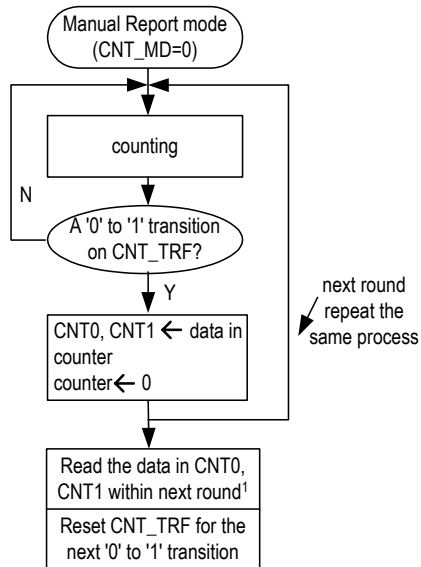 Manual Report mode
(CNT_MD=0)
counting
N
A '0' to '1' transition
on CNT_TRF?
Y
next round
repeat the
same process
CNT0, CNT1 ← data in
counter
counter ← 0
Read the data in CNT0,
CNT1 within next round¹
Reset CNT_TRF for the
next '0' to '1' transition